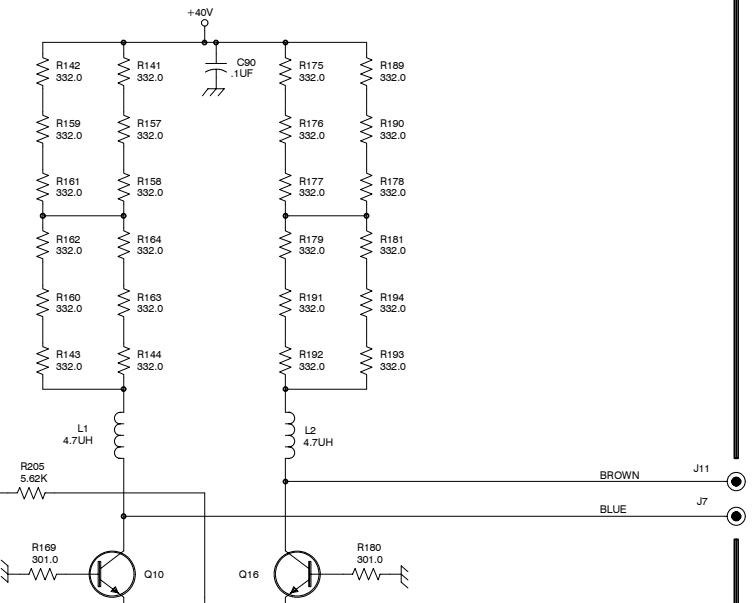 +40V
R142
332.0
R141
332.0
C90
.1UF
R175
332.0
R189
332.0
R159
332.0
R157
332.0
R176
332.0
R190
332.0
R161
332.0
R158
332.0
R177
332.0
R178
332.0
R162
332.0
R164
332.0
R179
332.0
R181
332.0
R160
332.0
R163
332.0
R191
332.0
R194
332.0
R143
332.0
R144
332.0
R192
332.0
R193
332.0
L1
4.7UH
L2
4.7UH
R205
5.62K
BROWN
J11
BLUE
J7
R169
301.0
Q10
Q16
R180
301.0